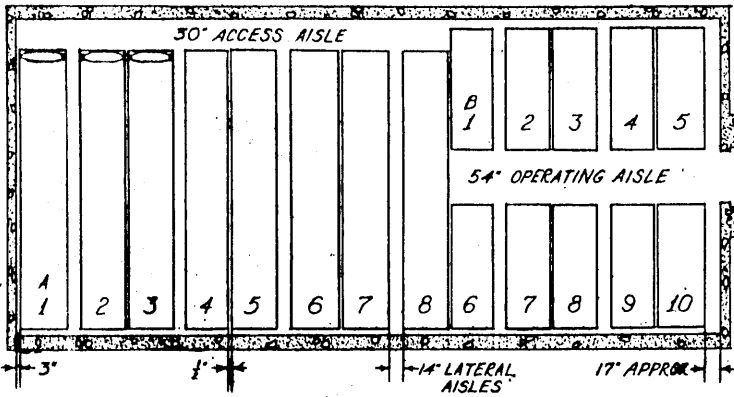 30" ACCESS AISLE
B
1 2 3 4 5
54" OPERATING AISLE
A
1 2 3 4 5 6 7 8 6 7 8 9 10
3" ½" 14" LATERAL AISLES 17" APPROX